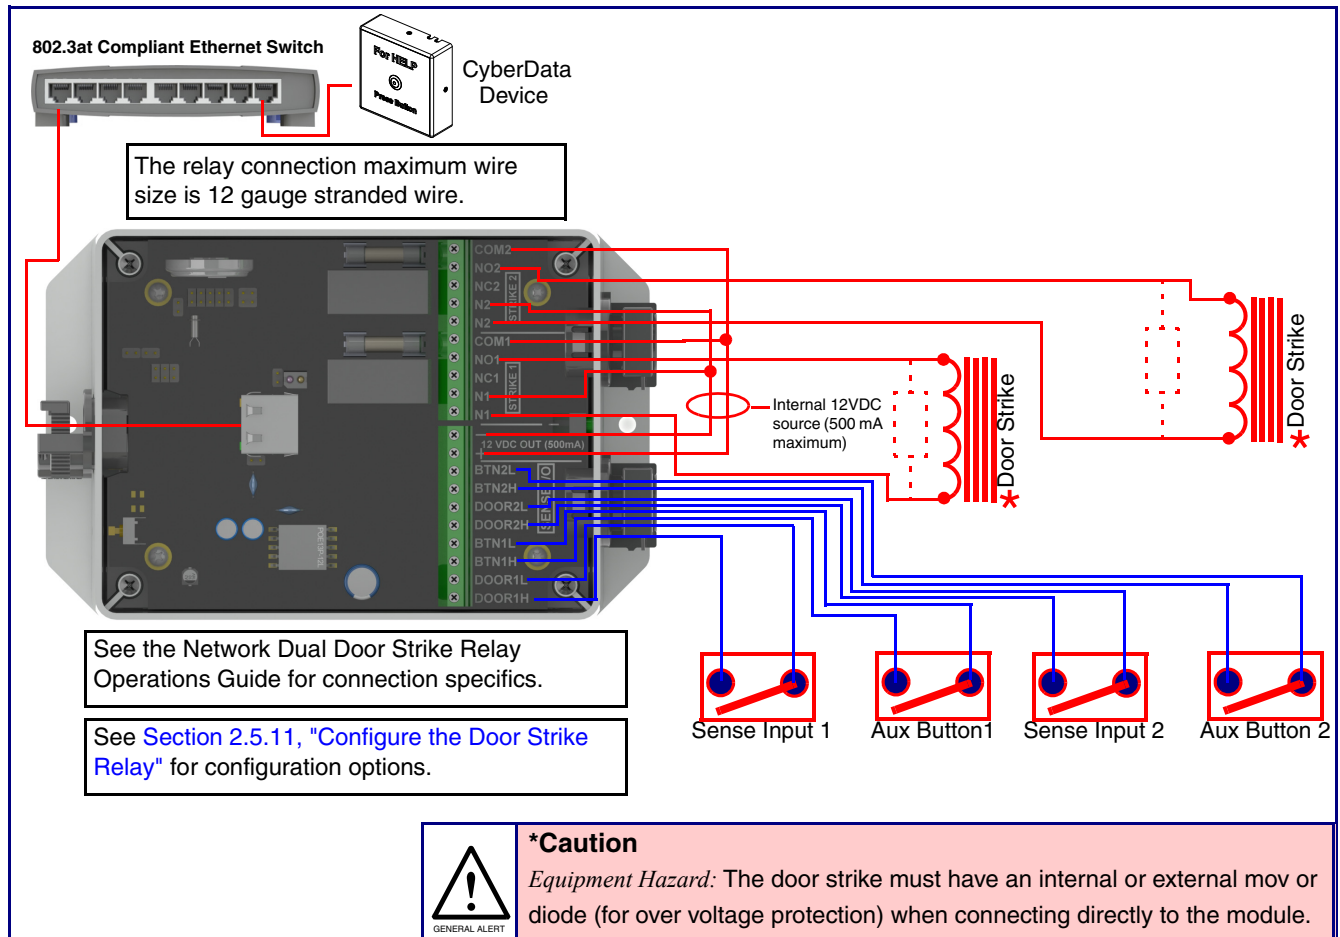 802.3at Compliant Ethernet Switch
For HELP
Press Button
CyberData
Device
The relay connection maximum wire
size is 12 gauge stranded wire.
COM2
NO2
NC2
N2
N2
STRIKE 2
COM1
NO1
NC1
N1
N1
STRIKE 1
-
12 VDC OUT (500mA)
+
BTN2L
BTN2H
DOOR2L
DOOR2H
BTN1L
BTN1H
DOOR1L
DOOR1H
Internal 12VDC
source (500 mA
maximum)
*Door Strike
*Door Strike
See the Network Dual Door Strike Relay
Operations Guide for connection specifics.
See Section 2.5.11, "Configure the Door Strike
Relay" for configuration options.
Sense Input 1
Aux Button1
Sense Input 2
Aux Button 2
GENERAL ALERT
*Caution
Equipment Hazard: The door strike must have an internal or external mov or
diode (for over voltage protection) when connecting directly to the module.